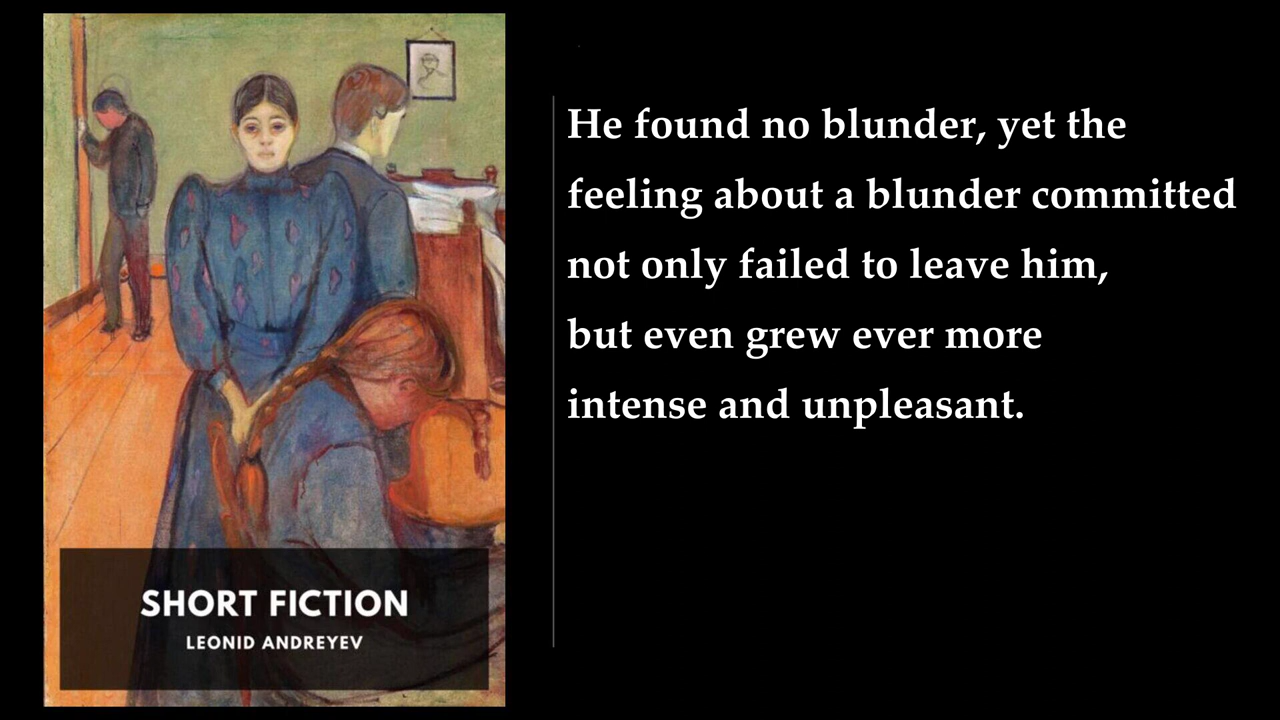 He found no blunder, yet the
feeling about a blunder committed
not only failed to leave him,
but even grew ever more
intense and unpleasant.
SHORT FICTION
LEONID ANDREYEV